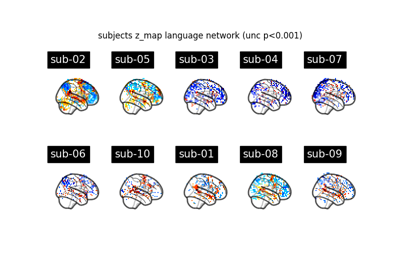 subjects z_map language network (unc p<0.001)
sub-02 sub-05 sub-03 sub-04 sub-07
sub-06 sub-10 sub-01 sub-08 sub-09